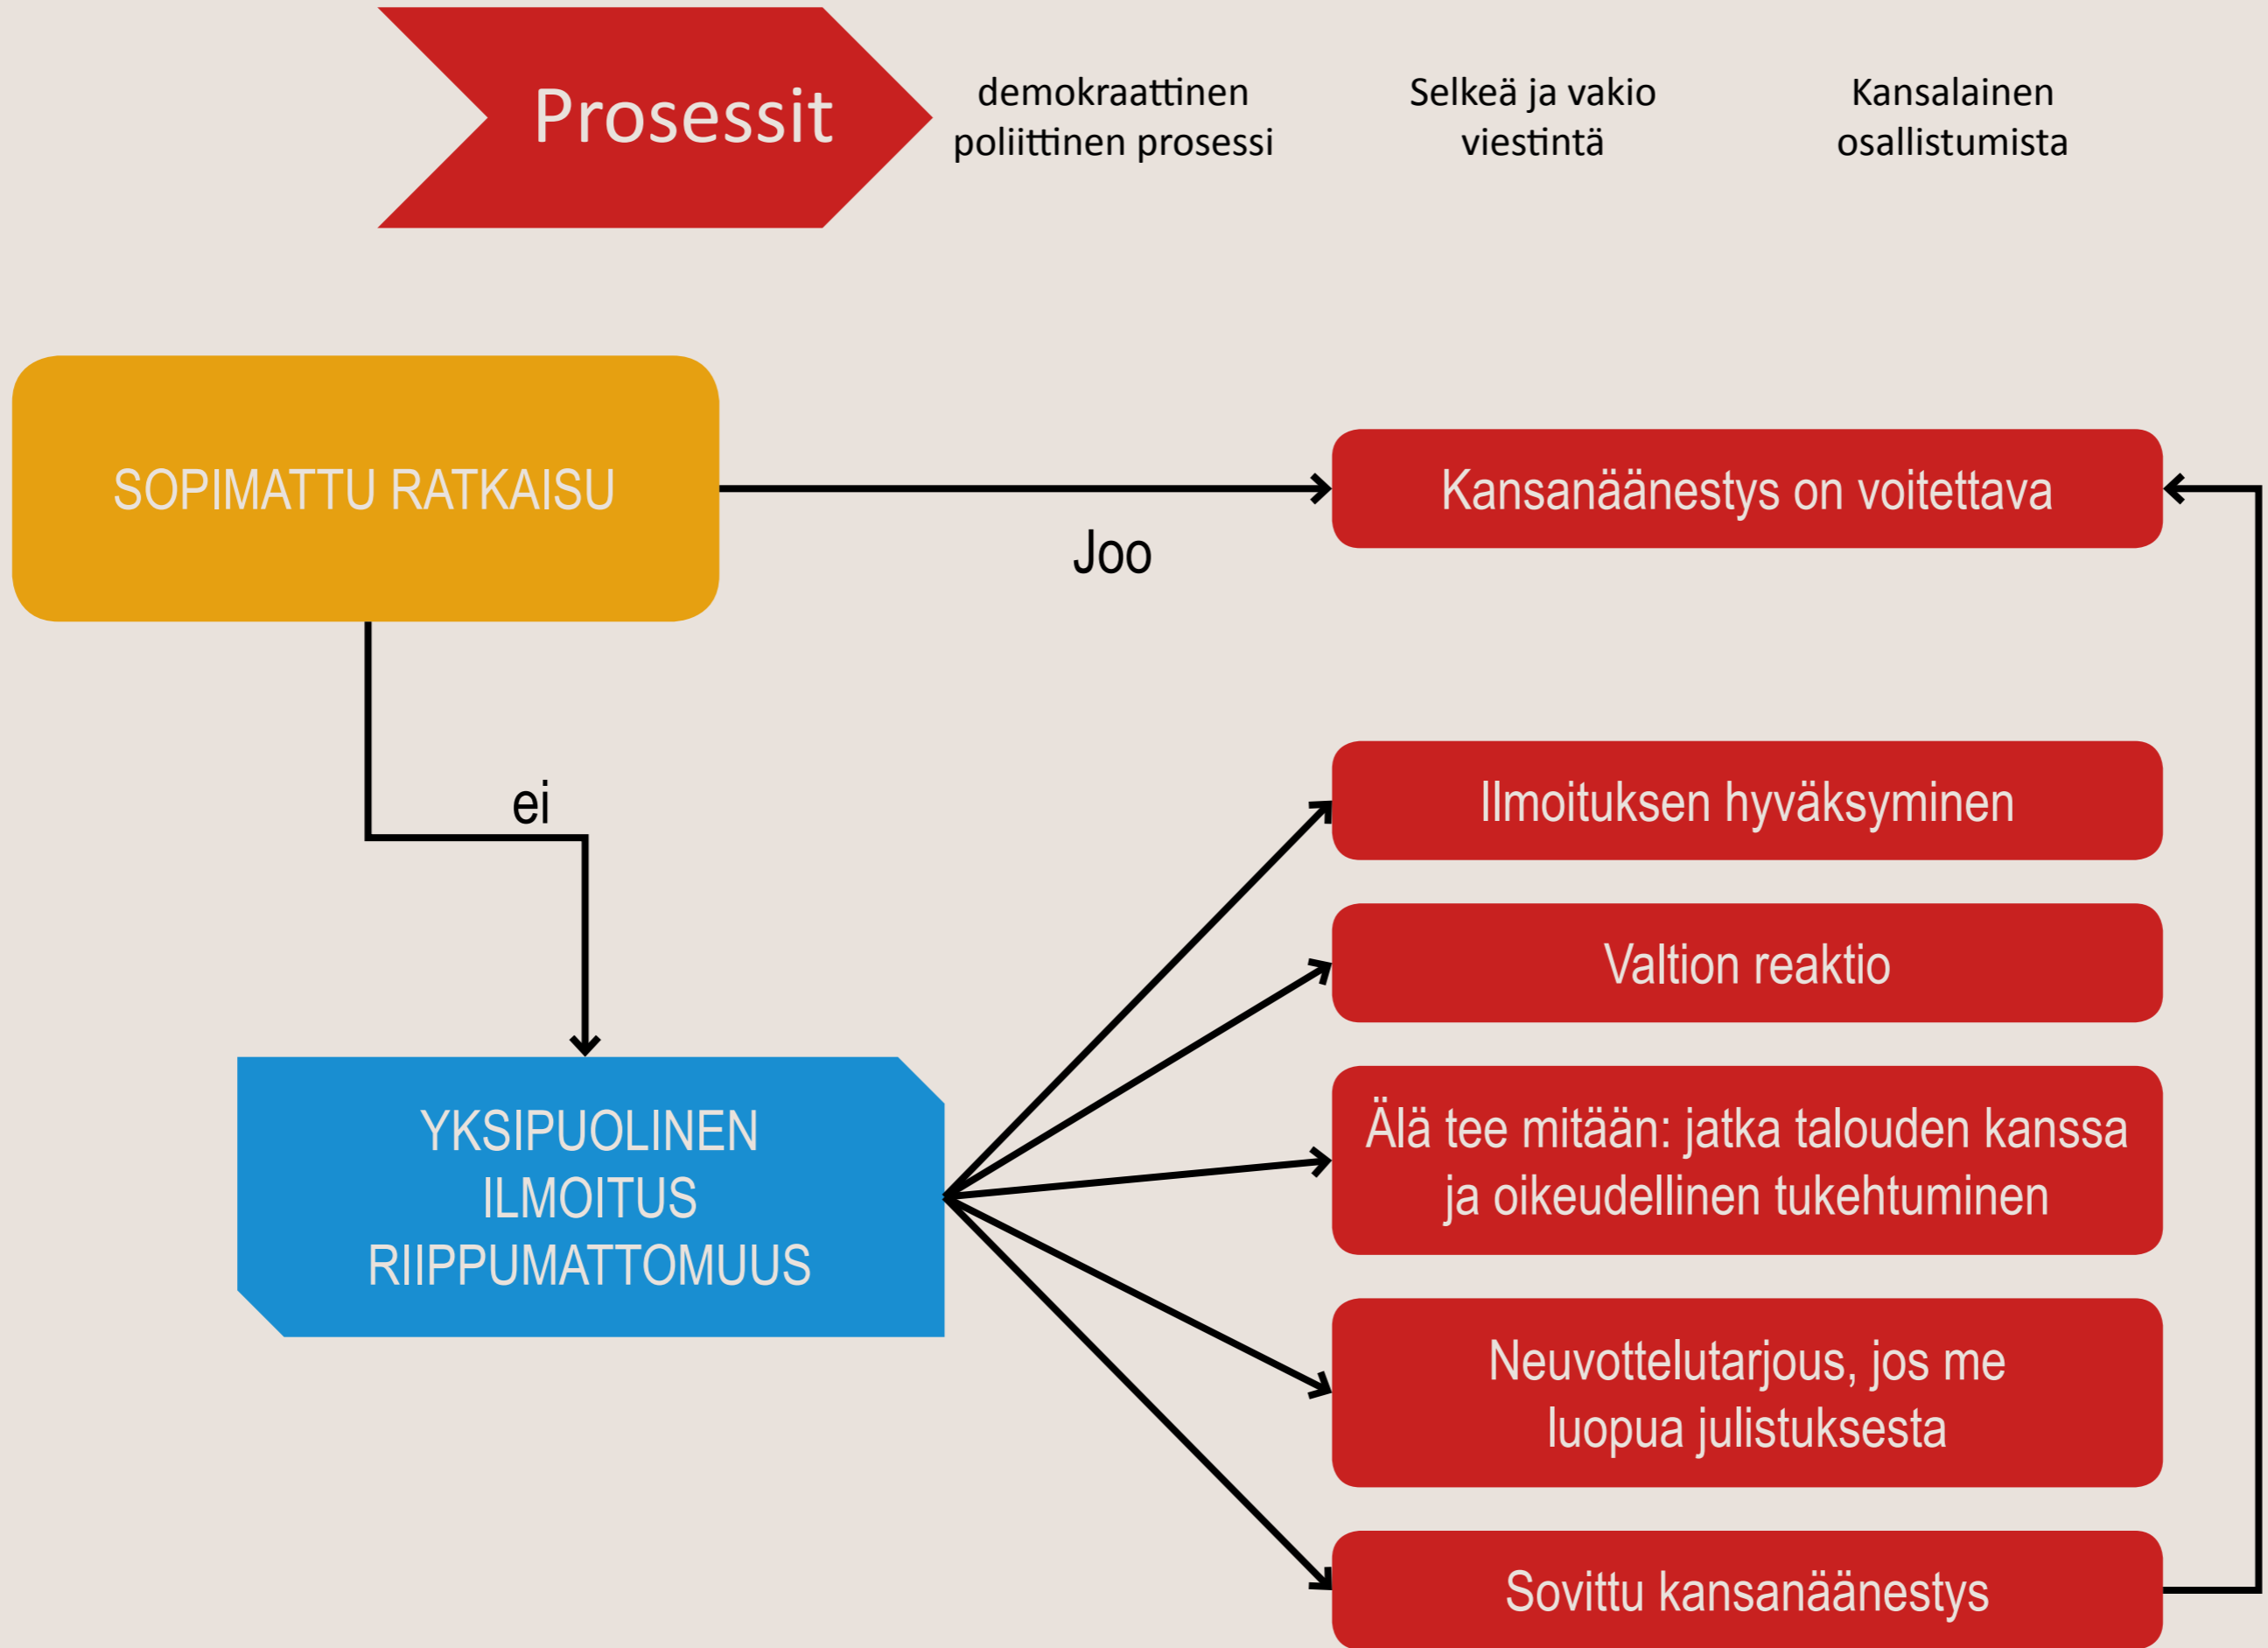 Prosessit
demokraattinen
poliittinen prosessi
Selkeä ja vakio
viestintä
Kansalainen
osallistumista
SOPIMATTU RATKAISU
Joo
Kansanäänestys on voitettava
ei
YKSIPUOLINEN
ILMOITUS
RIIPPUMATTOMUUS
Ilmoituksen hyväksyminen
Valtion reaktio
Älä tee mitään: jatka talouden kanssa
ja oikeudellinen tukehtuminen
Neuvottelutarjous, jos me
luopua julistuksesta
Sovittu kansanäänestys